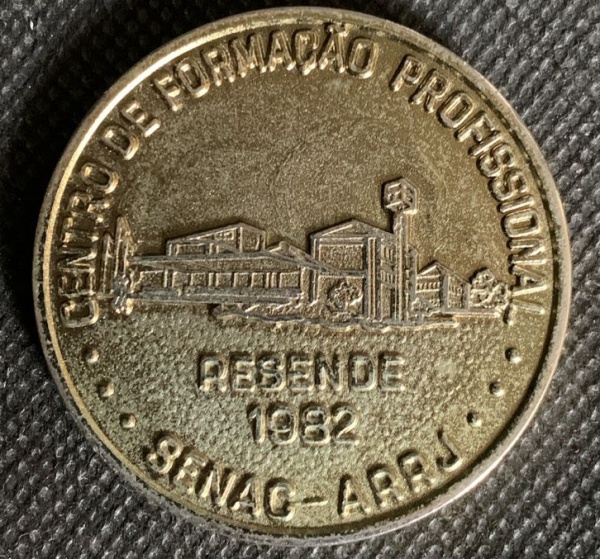 CENTRO DE FORMAÇÃO PROFISSIONAL
RESENDE
1982
SENAC-ARRJ